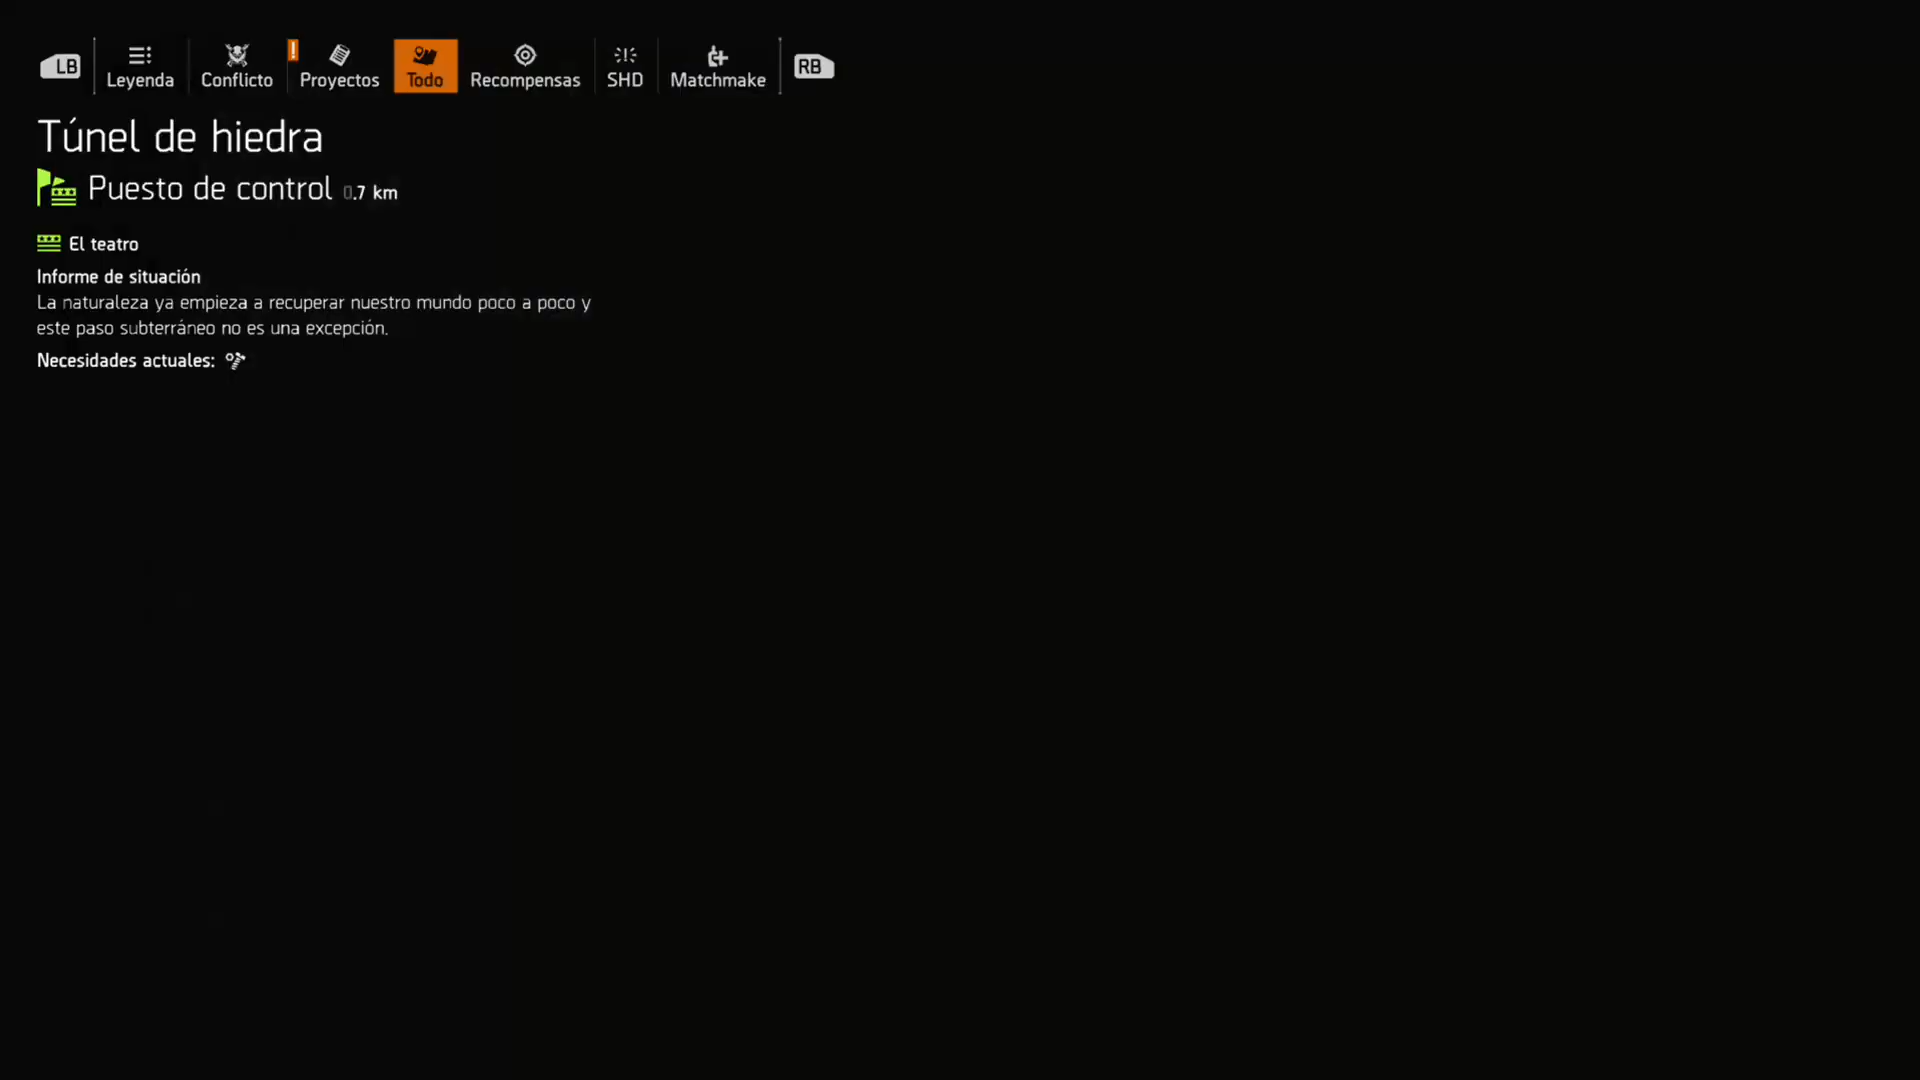 LB
Leyenda
Conflicto
!
Proyectos
Todo
Recompensas
SHD
Matchmake
RB
Túnel de hiedra
Puesto de control 0.7 km
El teatro
Informe de situación
La naturaleza ya empieza a recuperar nuestro mundo poco a poco y
este paso subterráneo no es una excepción.
Necesidades actuales: